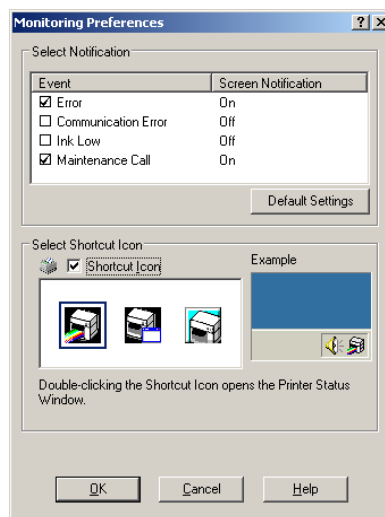 Monitoring Preferences
Select Notification
Event Screen Notification
Error On
Communication Error Off
Ink Low Off
Maintenance Call On
Default Settings
Select Shortcut Icon
Shortcut Icon
Example
Double-clicking the Shortcut Icon opens the Printer Status
Window.
OK Cancel Help